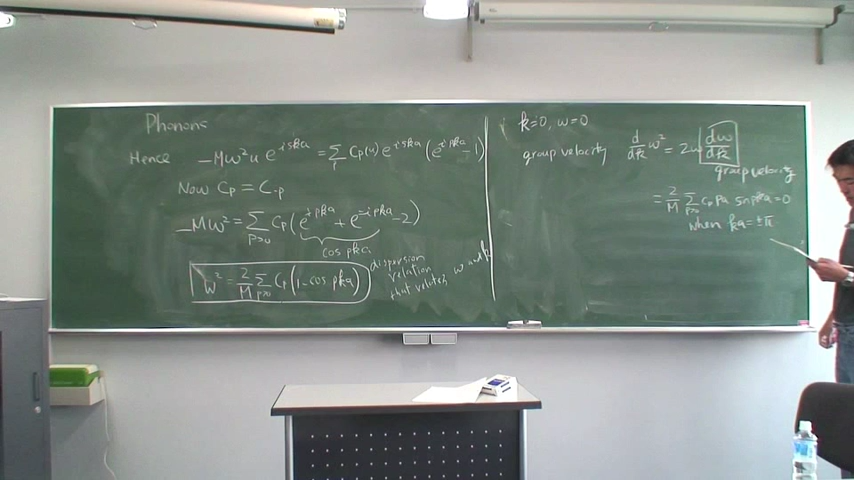 Phonons
Hence −Mω²u e^{-iska} = Σ_p C_p(u) e^{-iska} (e^{ipka} − 1)
Now C_p = C_{-p}
−Mω² = Σ_{p>0} C_p (e^{ipka} + e^{-ipka} − 2)
cos pka
ω² = 2/M Σ_{p>0} C_p (1 − cos pka)
dispersion
relation
that relates ω and k
k=0, ω=0
group velocity d/dk ω² = 2ω dω/dk
group velocity
= 2/M Σ_{p>0} C_p Pa sin pka = 0
when ka = ±π